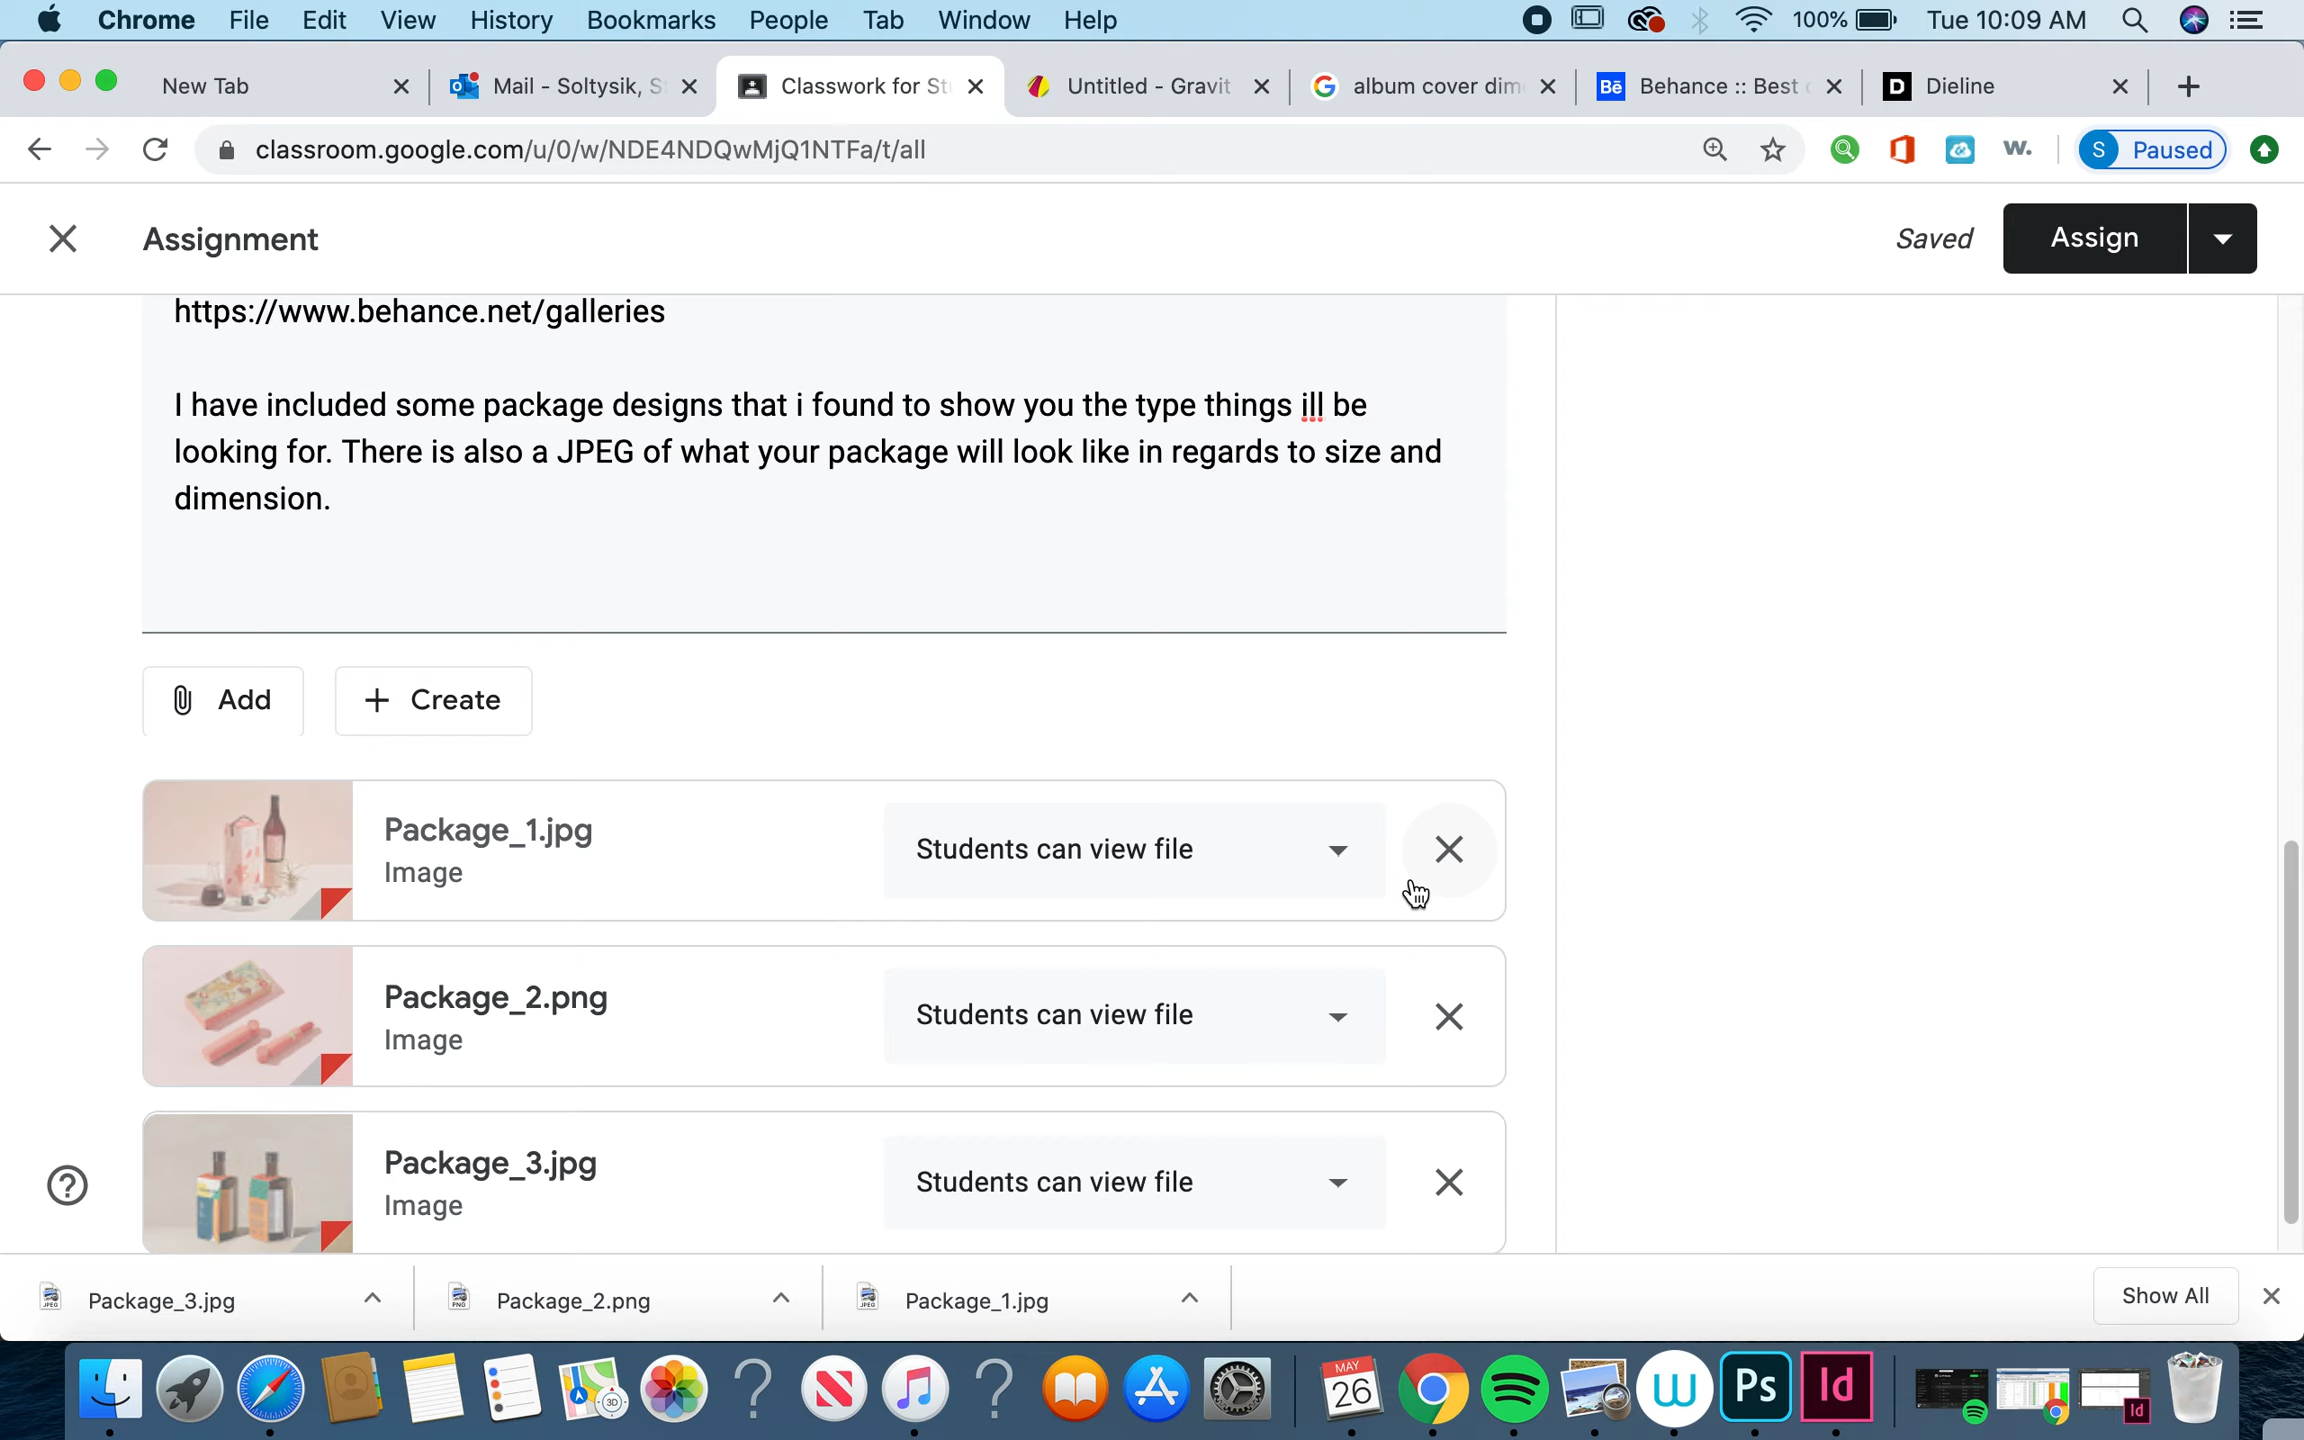 Chrome File Edit View History Bookmarks People Tab Window Help 100% Tue 10:09 AM
New Tab Mail - Soltysik, S Classwork for St Untitled - Gravit album cover dim Bē Behance :: Best D Dieline
classroom.google.com/u/0/w/NDE4NDQwMjQ1NTFa/t/all w. S Paused
Assignment Saved Assign
https://www.behance.net/galleries
I have included some package designs that i found to show you the type things ill be
looking for. There is also a JPEG of what your package will look like in regards to size and
dimension.
Add + Create
Package_1.jpg
Image
Students can view file
Package_2.png
Image
Students can view file
Package_3.jpg
Image
Students can view file
Package_3.jpg Package_2.png Package_1.jpg Show All
MAY
26
3D
Ps Id
Id